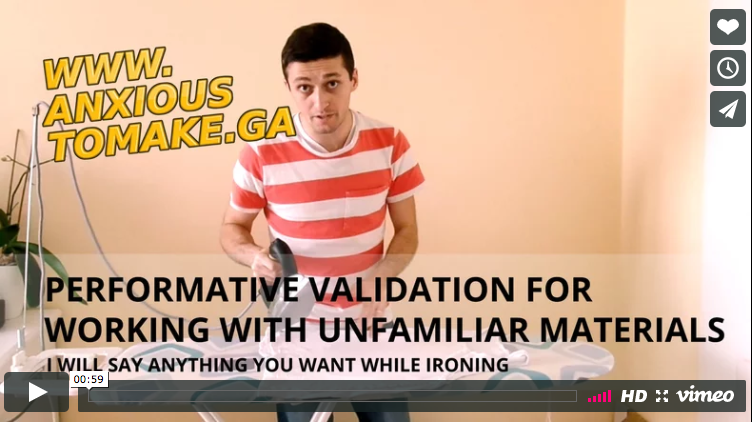 WWW.
ANXIOUS
TOMAKE.GA
PERFORMATIVE VALIDATION FOR
WORKING WITH UNFAMILIAR MATERIALS
I WILL SAY ANYTHING YOU WANT WHILE IRONING
00:59
HD vimeo